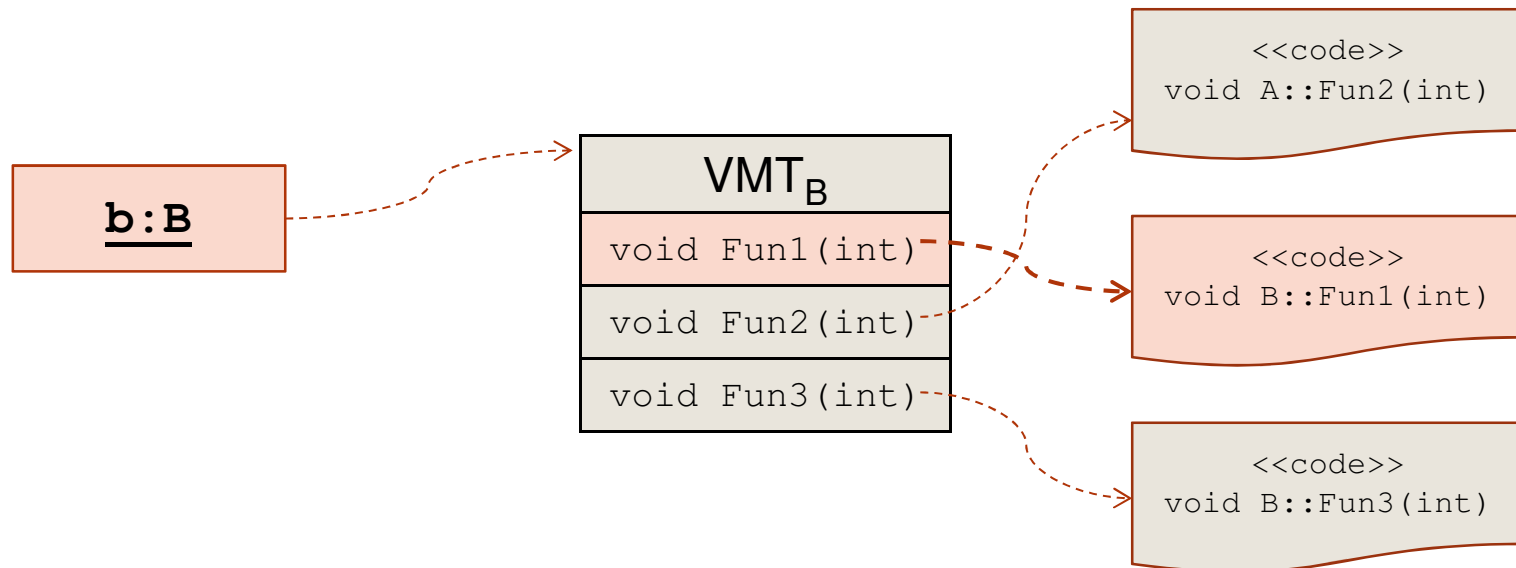 b:B
VMT_B
void Fun1(int)
void Fun2(int)
void Fun3(int)
<<code>>
void A::Fun2(int)
<<code>>
void B::Fun1(int)
<<code>>
void B::Fun3(int)